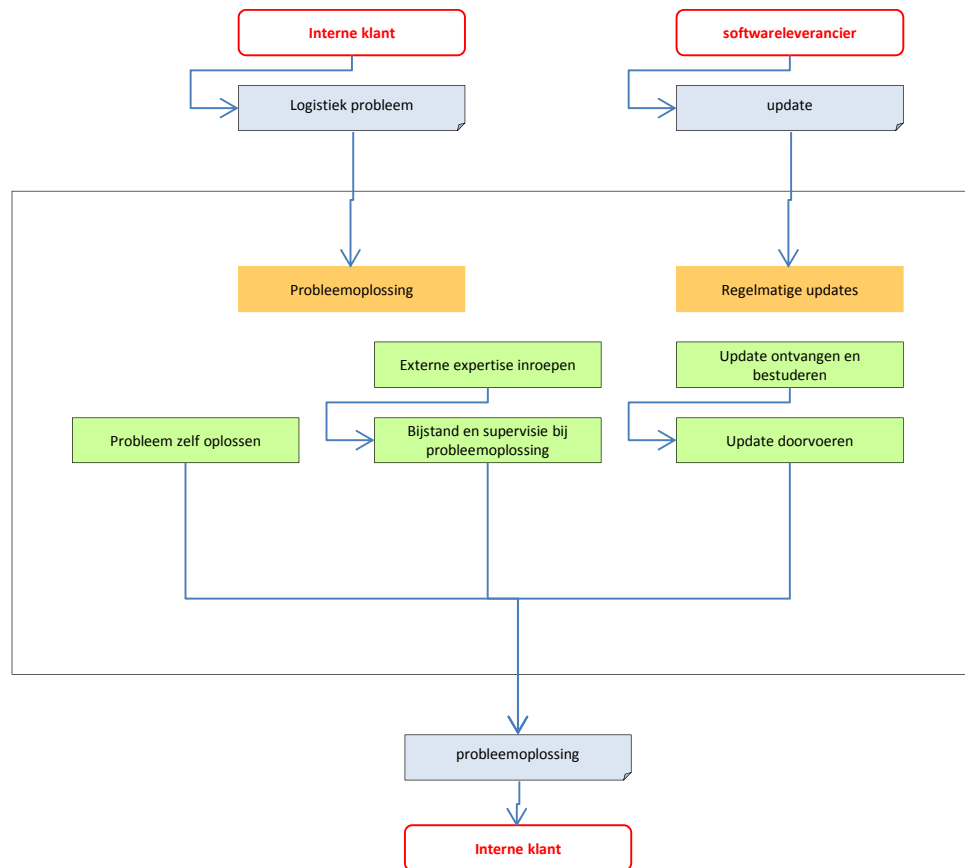 Interne klant
softwareleverancier
Logistiek probleem
update
Probleemoplossing
Regelmatige updates
Externe expertise inroepen
Update ontvangen en
bestuderen
Probleem zelf oplossen
Bijstand en supervisie bij
probleemoplossing
Update doorvoeren
probleemoplossing
Interne klant